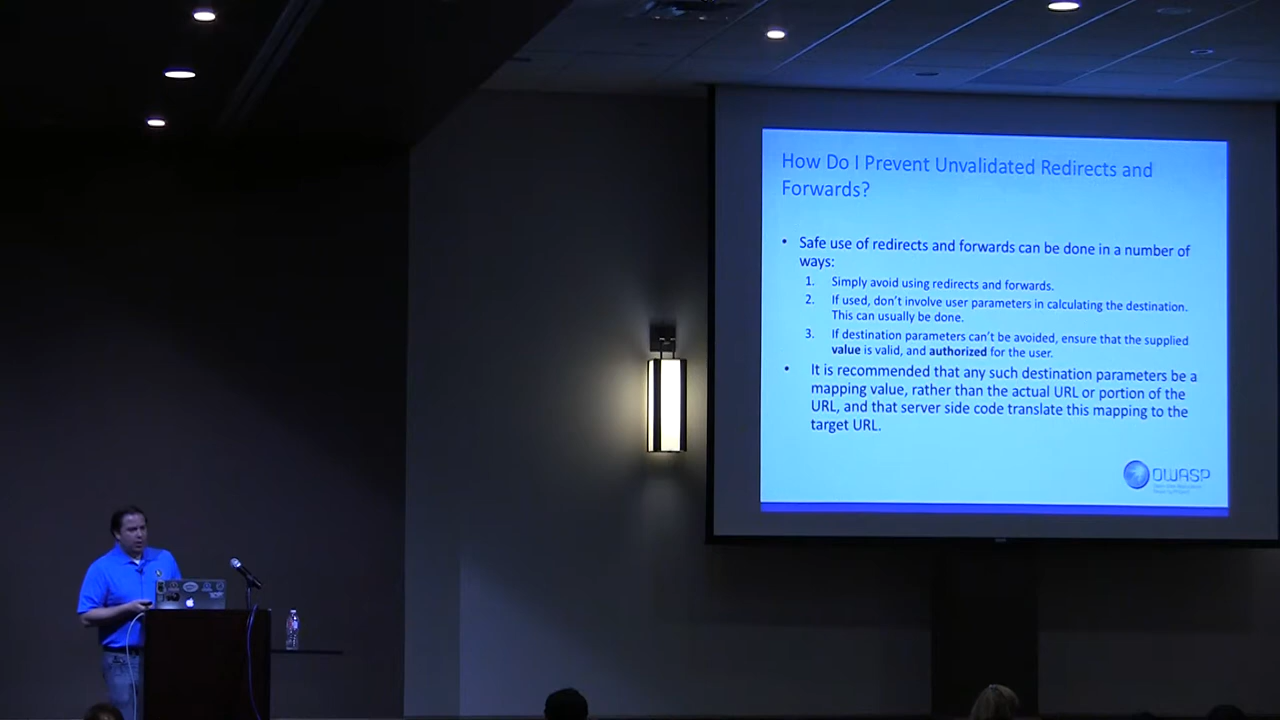 How Do I Prevent Unvalidated Redirects and
Forwards?
• Safe use of redirects and forwards can be done in a number of
ways:
1. Simply avoid using redirects and forwards.
2. If used, don't involve user parameters in calculating the destination.
This can usually be done.
3. If destination parameters can't be avoided, ensure that the supplied
value is valid, and authorized for the user.
• It is recommended that any such destination parameters be a
mapping value, rather than the actual URL or portion of the
URL, and that server side code translate this mapping to the
target URL.
OWASP